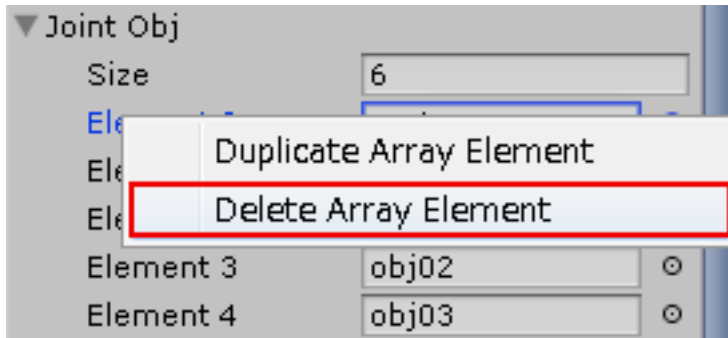 Joint Obj
Size 6
Duplicate Array Element
Delete Array Element
Element 3 obj02
Element 4 obj03